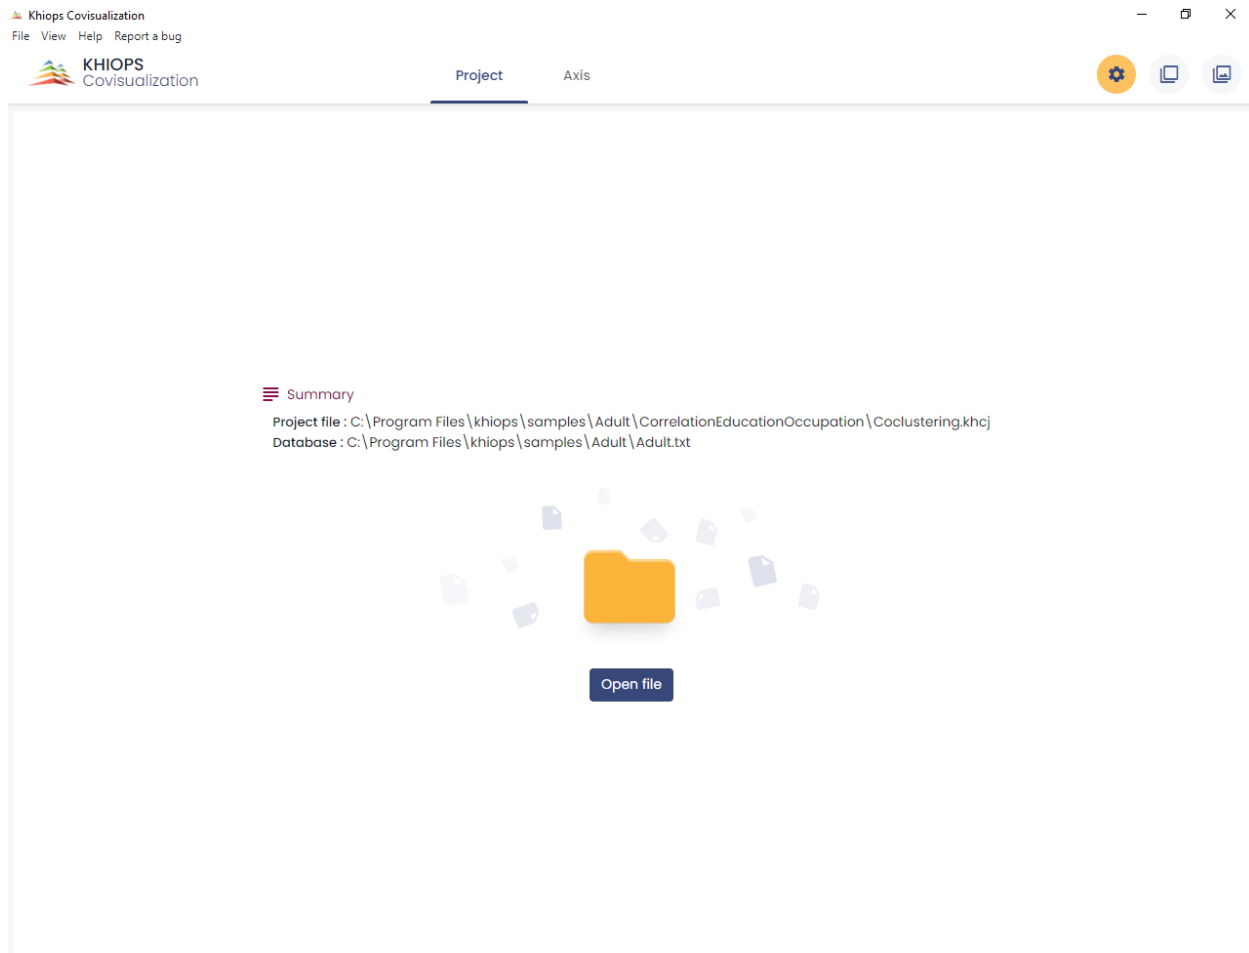 Khiops Covisualization
File View Help Report a bug
KHIOPS
Covisualization
Project Axis
Summary
Project file : C:\Program Files\khiops\samples\Adult\CorrelationEducationOccupation\Coclustering.khcj
Database : C:\Program Files\khiops\samples\Adult\Adult.txt
Open file